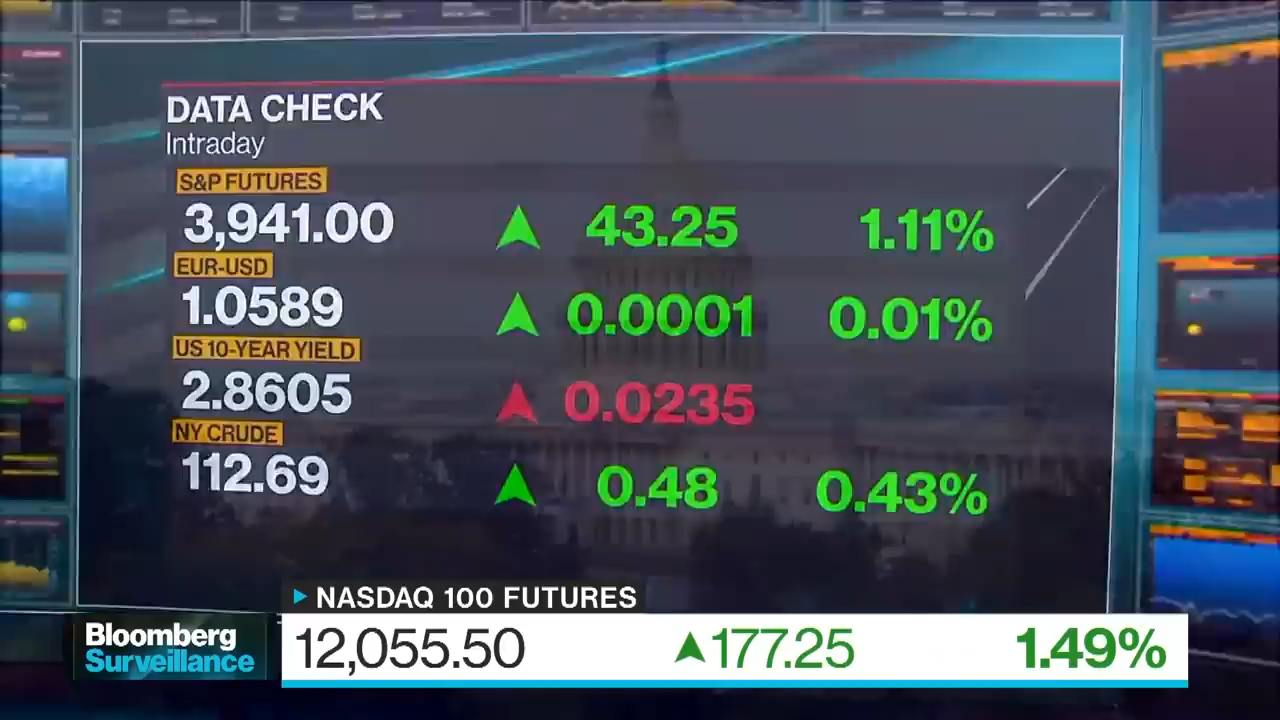 DATA CHECK
Intraday
S&P FUTURES
3,941.00 ▲ 43.25 1.11%
EUR-USD
1.0589 ▲ 0.0001 0.01%
US 10-YEAR YIELD
2.8605 ▲ 0.0235
NY CRUDE
112.69 ▲ 0.48 0.43%
NASDAQ 100 FUTURES
Bloomberg
Surveillance
12,055.50 ▲177.25 1.49%